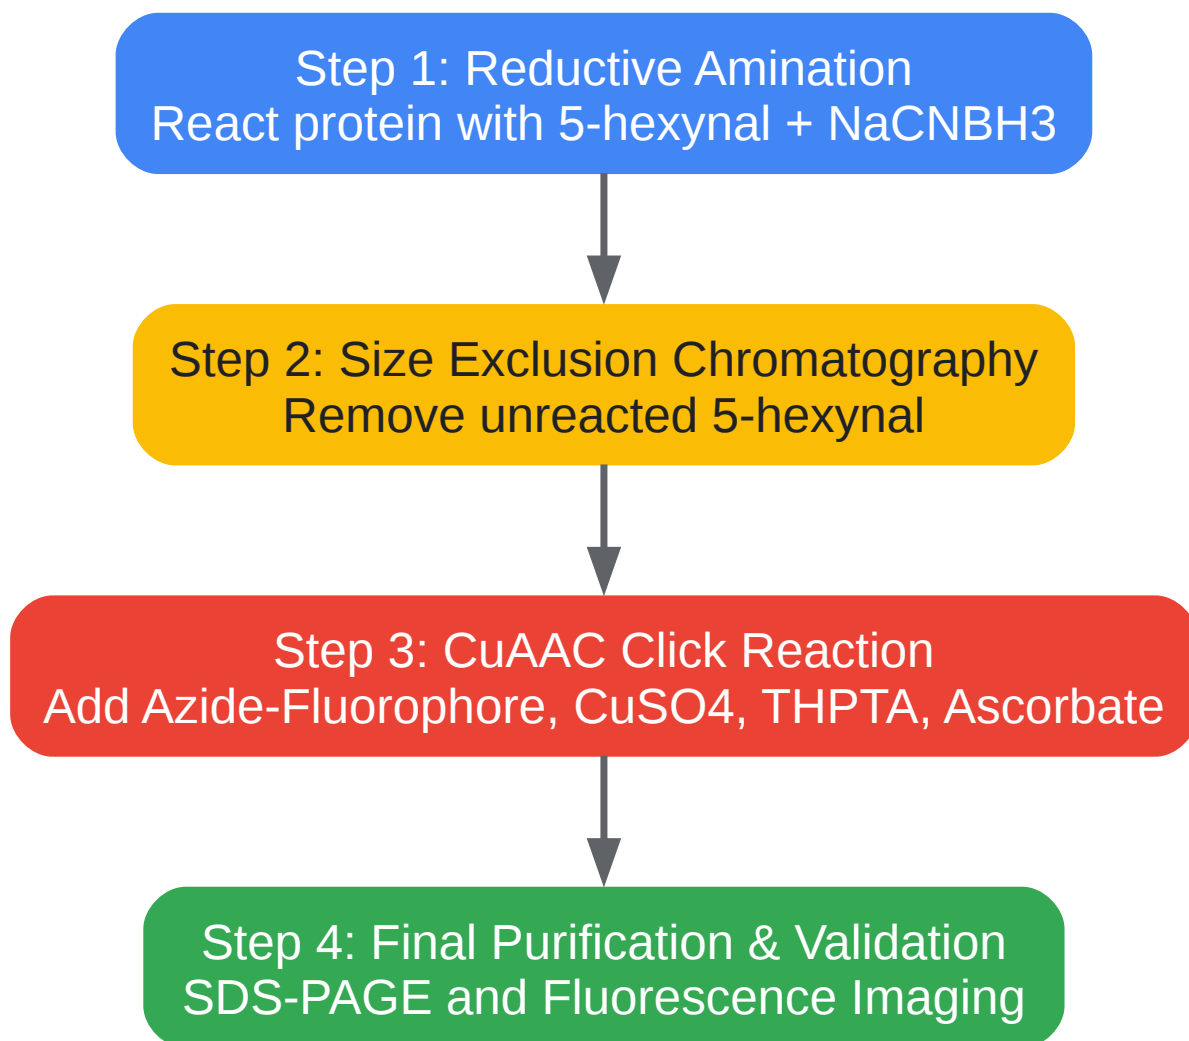 Step 1: Reductive Amination
React protein with 5-hexynal + NaCNBH3
Step 2: Size Exclusion Chromatography
Remove unreacted 5-hexynal
Step 3: CuAAC Click Reaction
Add Azide-Fluorophore, CuSO4, THPTA, Ascorbate
Step 4: Final Purification & Validation
SDS-PAGE and Fluorescence Imaging